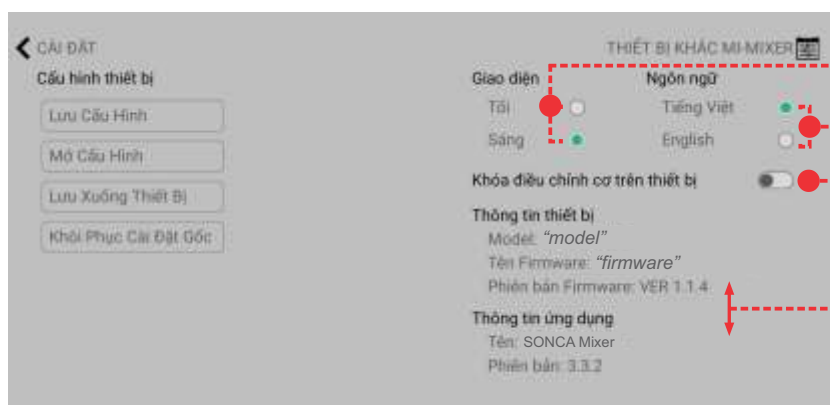 CÀI ĐẶT
THIẾT BỊ KHÁC MI-MIXER
Cấu hình thiết bị
Lưu Cấu Hình
Mở Cấu Hình
Lưu Xuống Thiết Bị
Khôi Phục Cài Đặt Gốc
Giao diện
Ngôn ngữ
Tối
Tiếng Việt
Sáng
English
Khóa điều chỉnh cơ trên thiết bị
Thông tin thiết bị
Model: "model"
Tên Firmware: "firmware"
Phiên bản Firmware: VER 1.1.4
Thông tin ứng dụng
Tên: SONCA Mixer
Phiên bản: 3.3.2